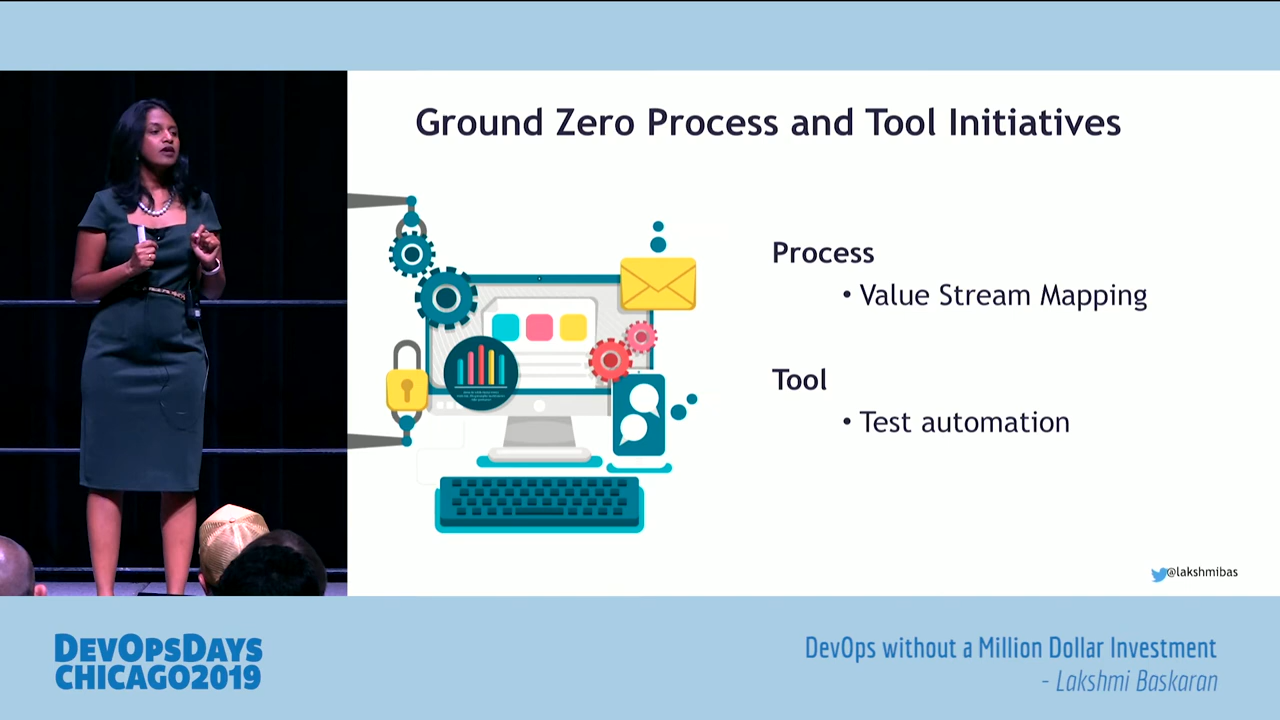 Ground Zero Process and Tool Initiatives
Process
• Value Stream Mapping
Tool
• Test automation
@lakshmibas
DevOpsDays
CHICAGO2019
DevOps without a Million Dollar Investment
- Lakshmi Baskaran